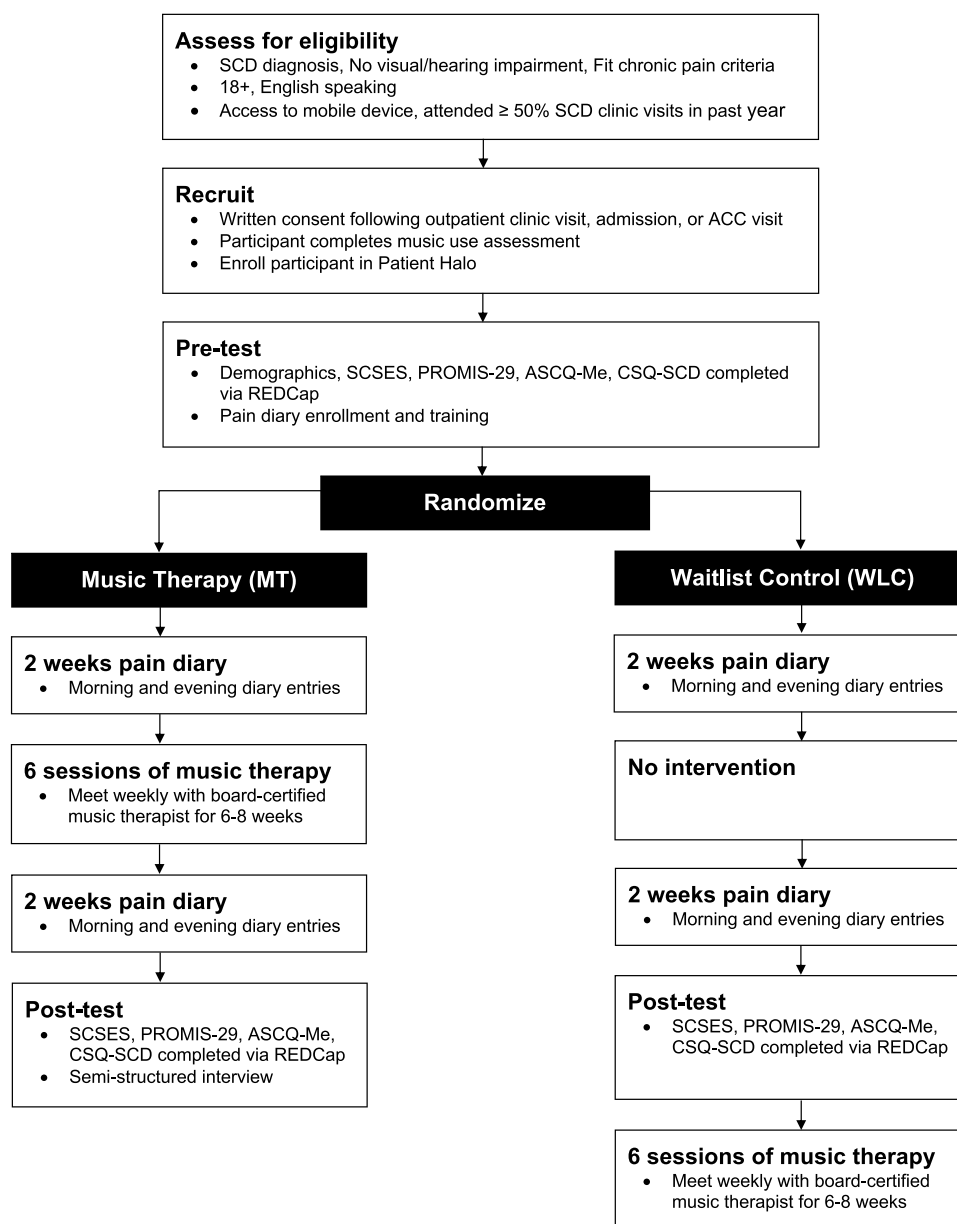 Assess for eligibility
• SCD diagnosis, No visual/hearing impairment, Fit chronic pain criteria
• 18+, English speaking
• Access to mobile device, attended ≥ 50% SCD clinic visits in past year
Recruit
• Written consent following outpatient clinic visit, admission, or ACC visit
• Participant completes music use assessment
• Enroll participant in Patient Halo
Pre-test
• Demographics, SCSES, PROMIS-29, ASCQ-Me, CSQ-SCD completed
via REDCap
• Pain diary enrollment and training
Randomize
Music Therapy (MT)
2 weeks pain diary
• Morning and evening diary entries
6 sessions of music therapy
• Meet weekly with board-certified
music therapist for 6-8 weeks
2 weeks pain diary
• Morning and evening diary entries
Post-test
• SCSES, PROMIS-29, ASCQ-Me,
CSQ-SCD completed via REDCap
• Semi-structured interview
Waitlist Control (WLC)
2 weeks pain diary
• Morning and evening diary entries
No intervention
2 weeks pain diary
• Morning and evening diary entries
Post-test
• SCSES, PROMIS-29, ASCQ-Me,
CSQ-SCD completed via REDCap
6 sessions of music therapy
• Meet weekly with board-certified
music therapist for 6-8 weeks